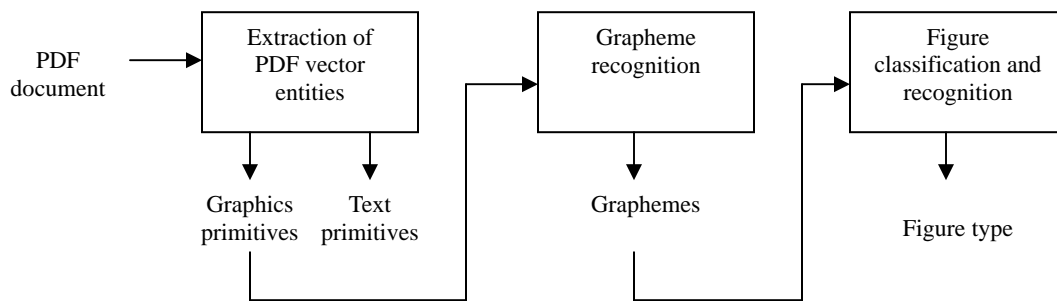 PDF
document
Extraction of
PDF vector
entities
Graphics
primitives
Text
primitives
Grapheme
recognition
Graphemes
Figure
classification and
recognition
Figure type